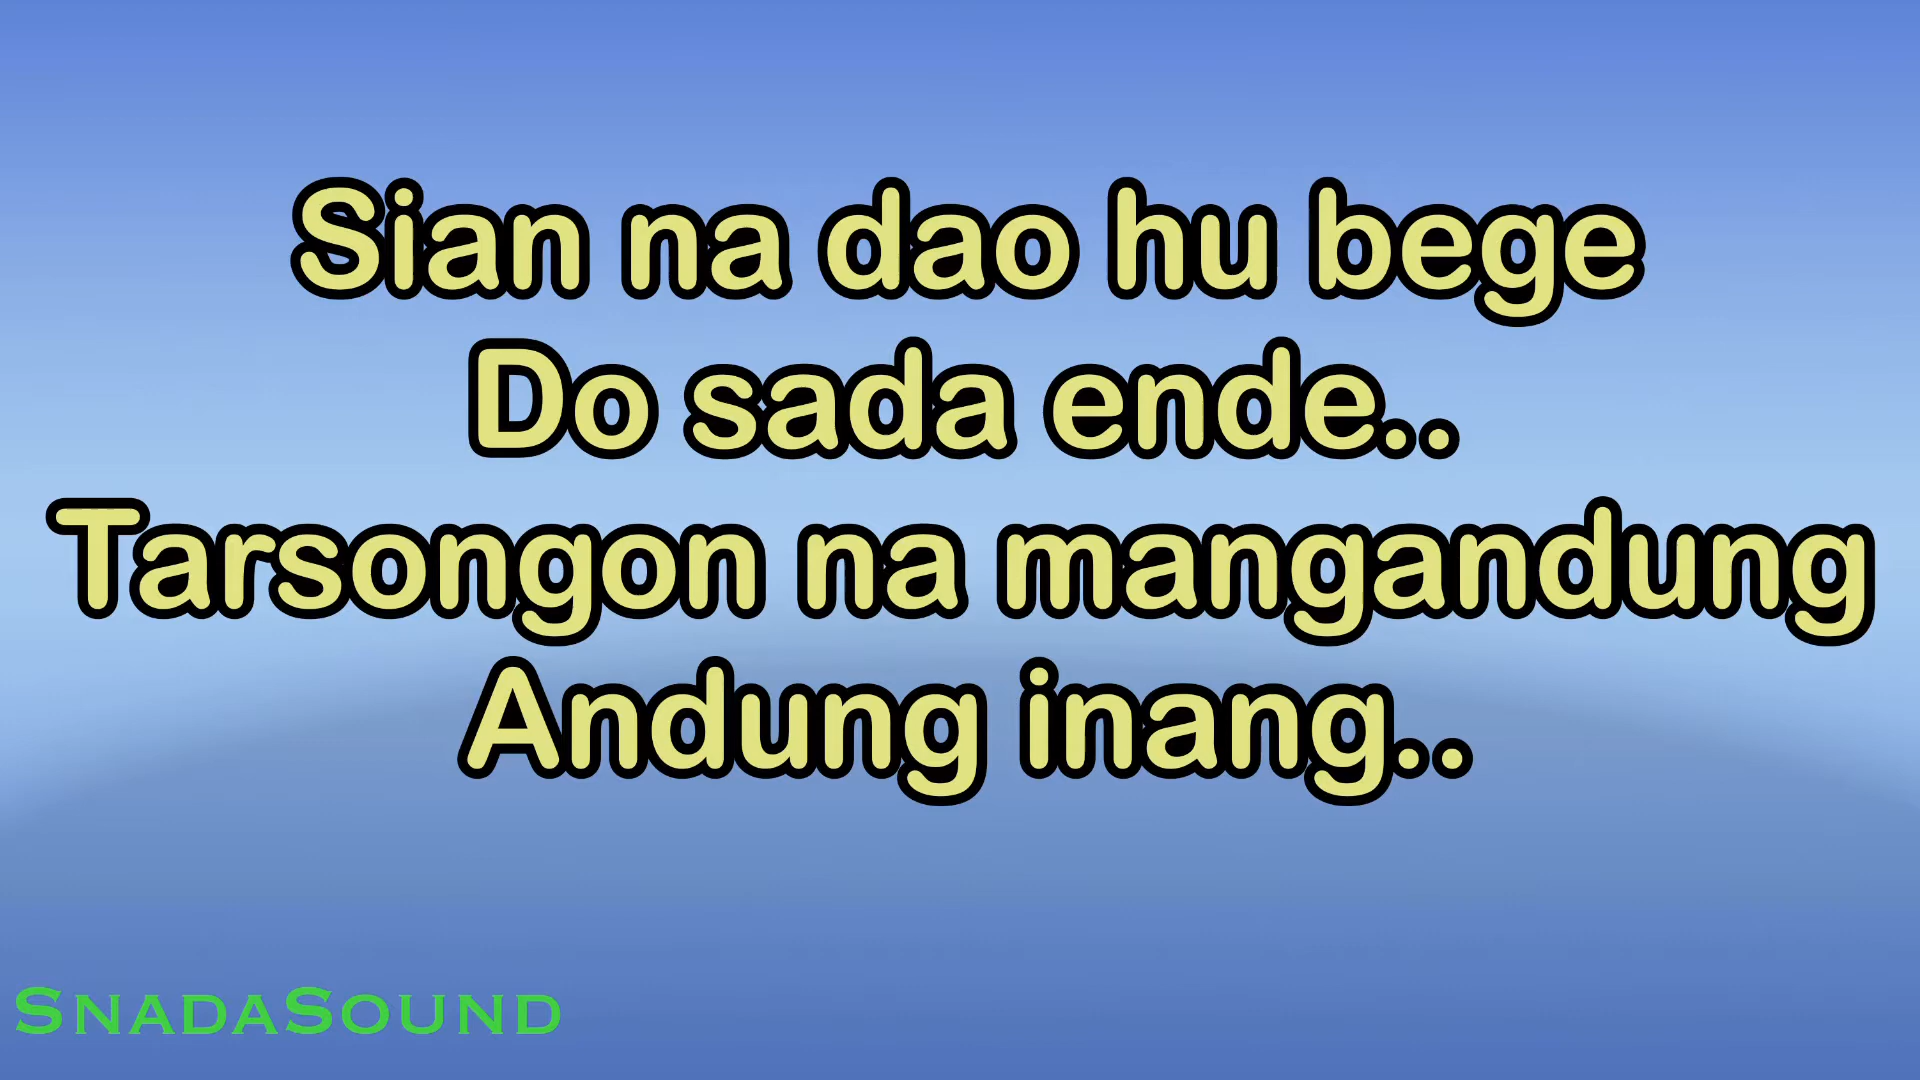 Sian na dao hu bege
Do sada ende..
Tarsongon na mangandung
Andung inang..
SnadaSound